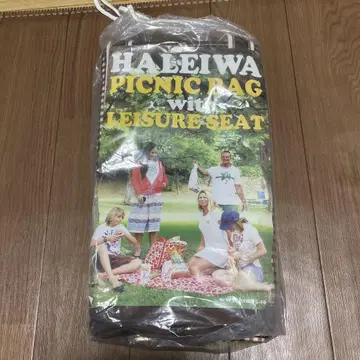 HALEIWA
PICNIC BAG
with
LEISURE SEAT